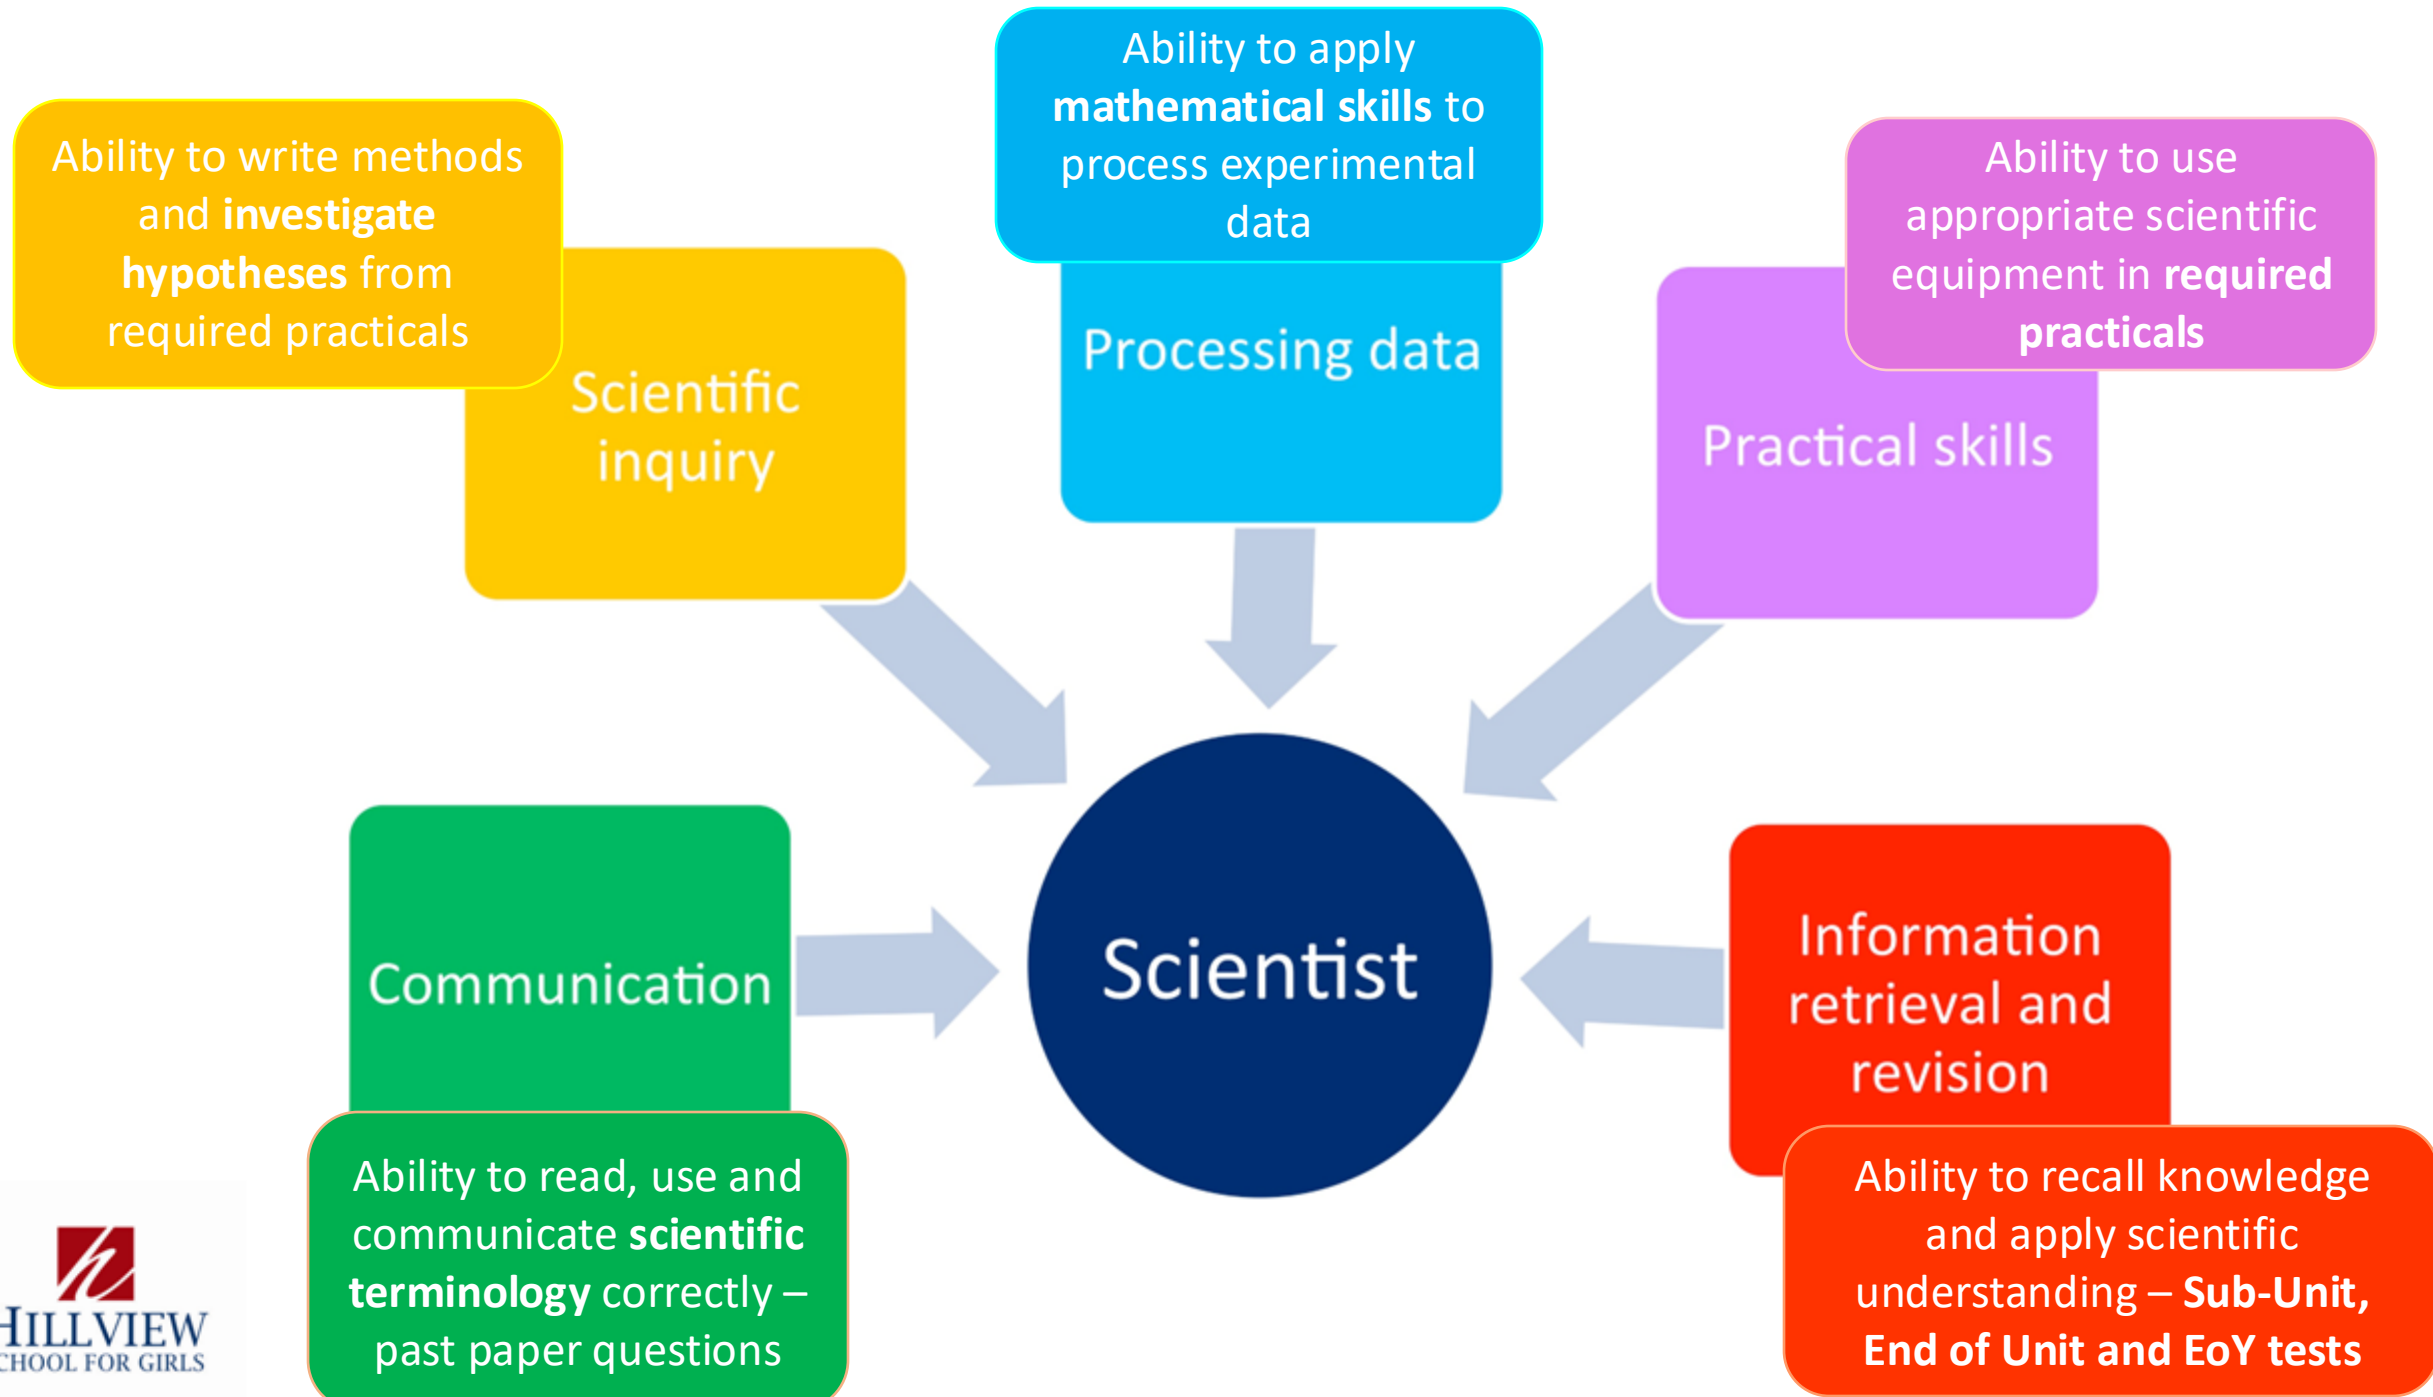 Ability to write methods
and investigate
hypotheses from
required practicals
Scientific
inquiry
Ability to apply
mathematical skills to
process experimental
data
Processing data
Ability to use
appropriate scientific
equipment in required
practicals
Practical skills
Communication
Ability to read, use and
communicate scientific
terminology correctly –
past paper questions
Scientist
Information
retrieval and
revision
Ability to recall knowledge
and apply scientific
understanding – Sub-Unit,
End of Unit and EoY tests
HILLVIEW
SCHOOL FOR GIRLS